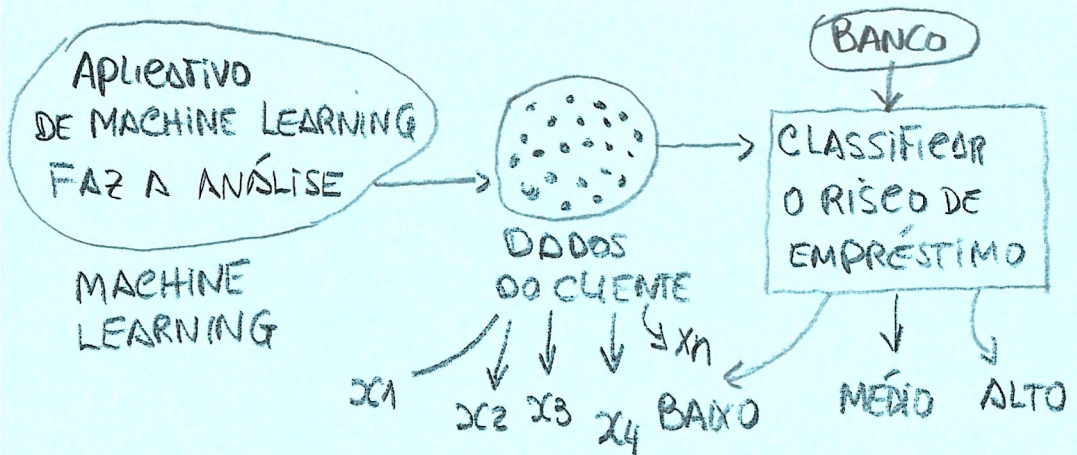 APLICATIVO
DE MACHINE LEARNING
FAZ A ANÁLISE
MACHINE
LEARNING
DADOS
DO CLIENTE
x1
x2
x3
x4
xn
BANCO
CLASSIFICAR
O RISCO DE
EMPRÉSTIMO
BAIXO
MÉDIO
ALTO